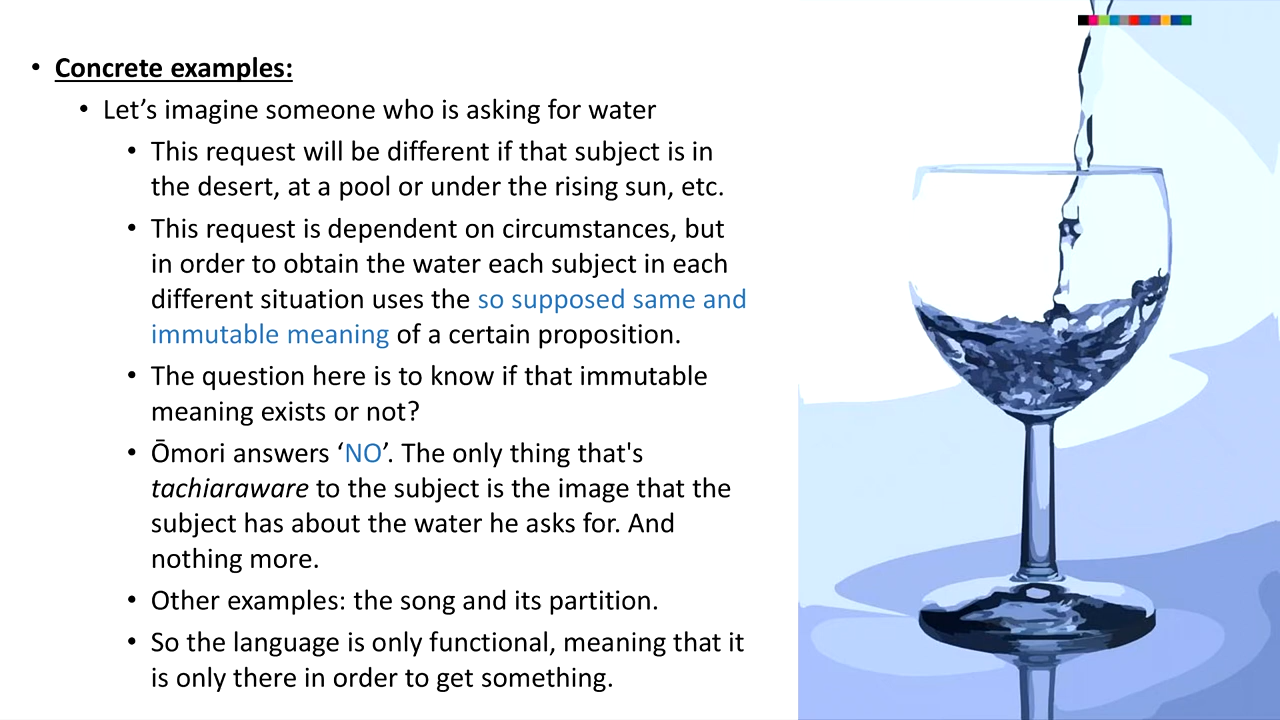 • Concrete examples:
• Let’s imagine someone who is asking for water
• This request will be different if that subject is in
the desert, at a pool or under the rising sun, etc.
• This request is dependent on circumstances, but
in order to obtain the water each subject in each
different situation uses the so supposed same and
immutable meaning of a certain proposition.
• The question here is to know if that immutable
meaning exists or not?
• Ōmori answers ‘NO’. The only thing that's
tachiaraware to the subject is the image that the
subject has about the water he asks for. And
nothing more.
• Other examples: the song and its partition.
• So the language is only functional, meaning that it
is only there in order to get something.